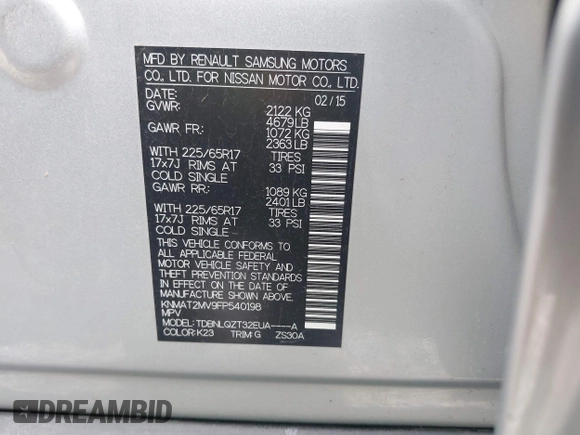 MFD BY RENAULT SAMSUNG MOTORS
CO., LTD. FOR NISSAN MOTOR CO., LTD.
DATE: 02/15
GVWR: 2122 KG
4679 LB
GAWR FR: 1072 KG
2363 LB
WITH 225/65R17 TIRES
17x7J RIMS AT 33 PSI
COLD SINGLE
GAWR RR: 1089 KG
2401 LB
WITH 225/65R17 TIRES
17x7J RIMS AT 33 PSI
COLD SINGLE
THIS VEHICLE CONFORMS TO
ALL APPLICABLE FEDERAL
MOTOR VEHICLE SAFETY AND
THEFT PREVENTION STANDARDS
IN EFFECT ON THE DATE OF
MANUFACTURE SHOWN ABOVE.
KNMAT2MV9FP540198
MPV
MODEL: TDBNLQZT32EUA----A
COLOR:K23 TRIM:G ZS30A
DREAMBID